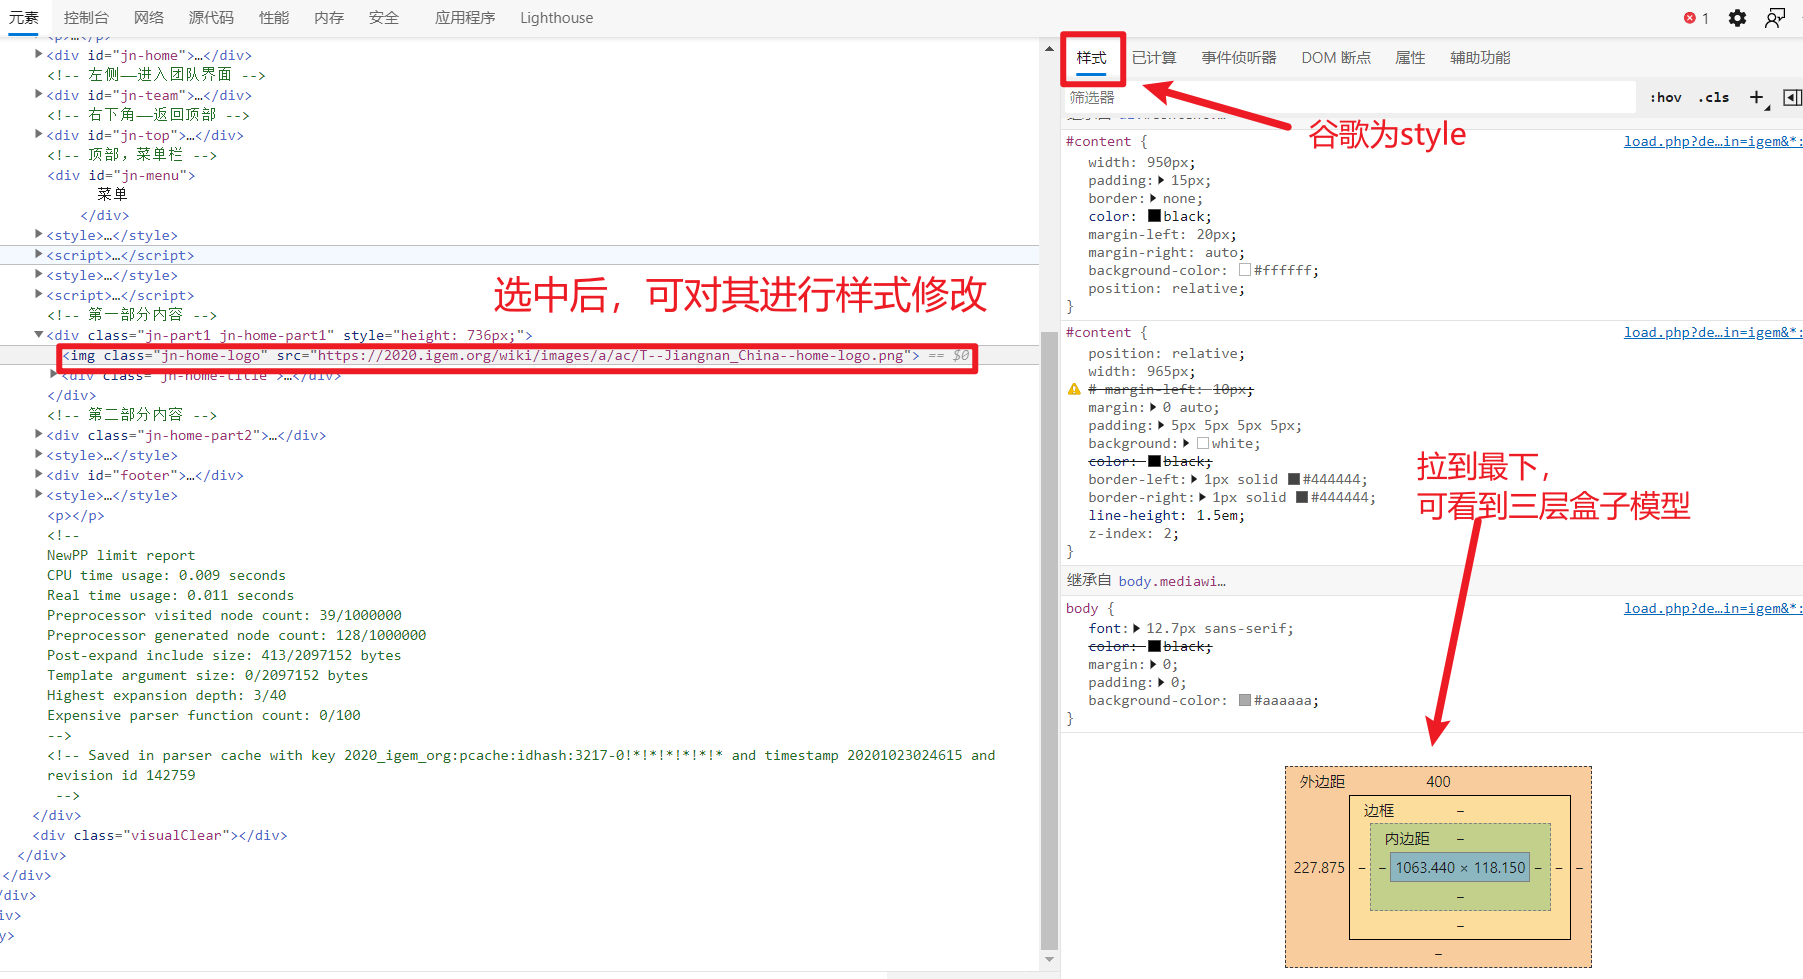 元素 控制台 网络 源代码 性能 内存 安全 应用程序 Lighthouse 1
<p>…</p>
<div id="jn-home">…</div>
<!-- 左侧——进入团队界面 -->
<div id="jn-team">…</div>
<!-- 右下角——返回顶部 -->
<div id="jn-top">…</div>
<!-- 顶部，菜单栏 -->
<div id="jn-menu">
菜单
</div>
<style>…</style>
<script>…</script>
<style>…</style>
<script>…</script>
<!-- 第一部分内容 -->
<div class="jn-part1 jn-home-part1" style="height: 736px;">
<img class="jn-home-logo" src="https://2020.igem.org/wiki/images/a/ac/T--Jiangnan_China--home-logo.png"> == $0
<div class="jn-home-title">…</div>
</div>
<!-- 第二部分内容 -->
<div class="jn-home-part2">…</div>
<style>…</style>
<div id="footer">…</div>
<style>…</style>
<p></p>
<!--
NewPP limit report
CPU time usage: 0.009 seconds
Real time usage: 0.011 seconds
Preprocessor visited node count: 39/1000000
Preprocessor generated node count: 128/1000000
Post-expand include size: 413/2097152 bytes
Template argument size: 0/2097152 bytes
Highest expansion depth: 3/40
Expensive parser function count: 0/100
-->
<!-- Saved in parser cache with key 2020_igem_org:pcache:idhash:3217-0!*!*!*!*!*!* and timestamp 20201023024615 and
revision id 142759
-->
</div>
<div class="visualClear"></div>
</div>
</div>
/div>
iv>
y>
选中后，可对其进行样式修改
样式 已计算 事件侦听器 DOM 断点 属性 辅助功能
筛选器 :hov .cls +
谷歌为style
#content { load.php?de…in=igem&*:
width: 950px;
padding: 15px;
border: none;
color: black;
margin-left: 20px;
margin-right: auto;
background-color: #ffffff;
position: relative;
}
#content { load.php?de…in=igem&*:
position: relative;
width: 965px;
# margin-left: 10px;
margin: 0 auto;
padding: 5px 5px 5px 5px;
background: white;
color: black;
border-left: 1px solid #444444;
border-right: 1px solid #444444;
line-height: 1.5em;
z-index: 2;
}
拉到最下，
可看到三层盒子模型
继承自 body.mediawi…
body { load.php?de…in=igem&*:
font: 12.7px sans-serif;
color: black;
margin: 0;
padding: 0;
background-color: #aaaaaa;
}
外边距 400
边框 –
内边距 –
227.875 – – 1063.440 × 118.150 – – –
–
–
–